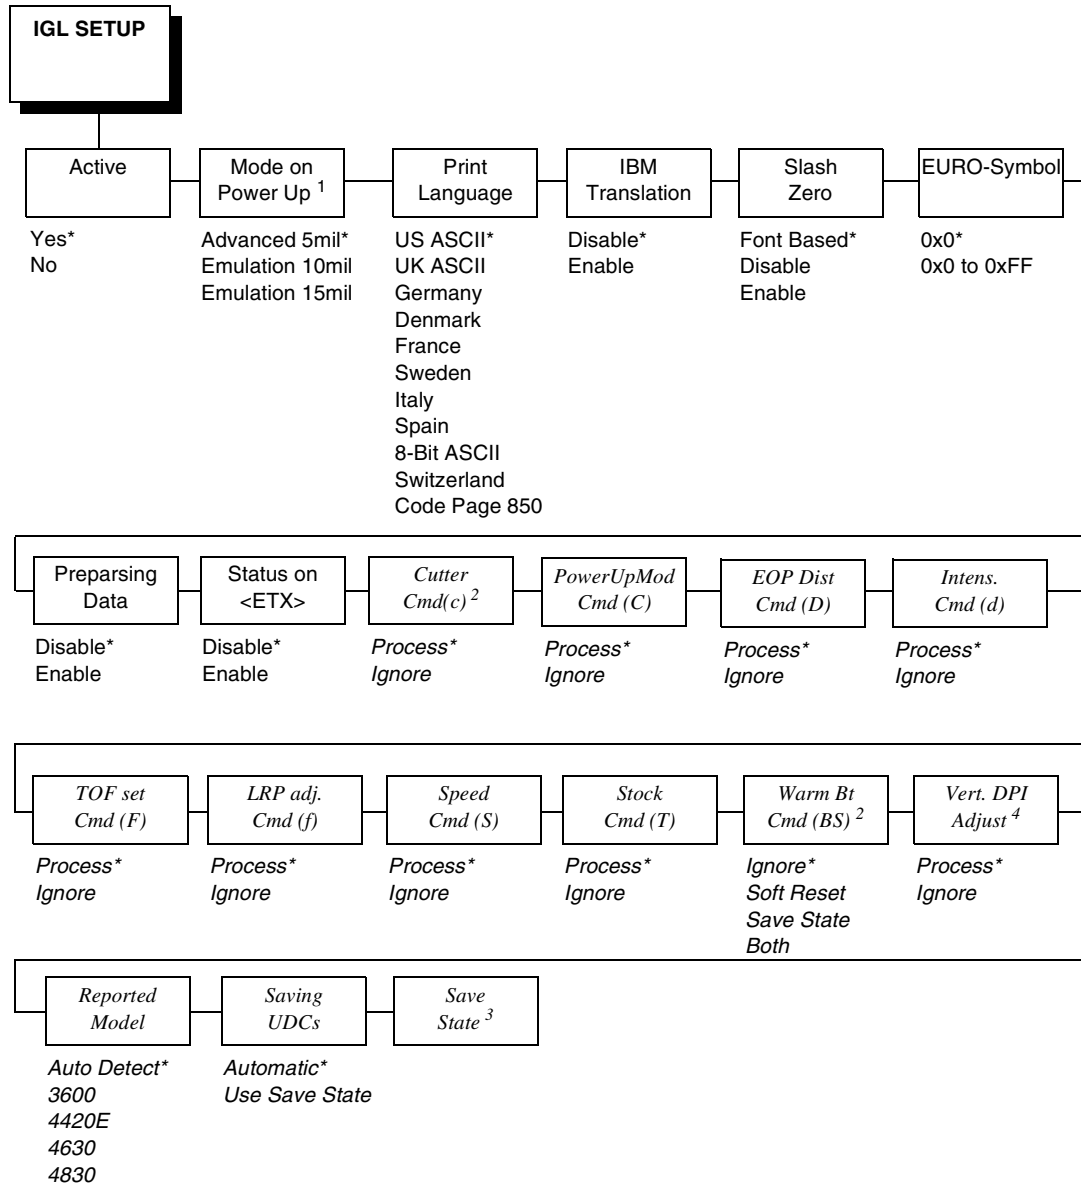 IGL SETUP
Active
Mode on
Power Up 1
Print
Language
IBM
Translation
Slash
Zero
EURO-Symbol
Yes*
No
Advanced 5mil*
Emulation 10mil
Emulation 15mil
US ASCII*
UK ASCII
Germany
Denmark
France
Sweden
Italy
Spain
8-Bit ASCII
Switzerland
Code Page 850
Disable*
Enable
Font Based*
Disable
Enable
0x0*
0x0 to 0xFF
Preparsing
Data
Status on
<ETX>
Cutter
Cmd(c) 2
PowerUpMod
Cmd (C)
EOP Dist
Cmd (D)
Intens.
Cmd (d)
Disable*
Enable
Disable*
Enable
Process*
Ignore
Process*
Ignore
Process*
Ignore
Process*
Ignore
TOF set
Cmd (F)
LRP adj.
Cmd (f)
Speed
Cmd (S)
Stock
Cmd (T)
Warm Bt
Cmd (BS) 2
Vert. DPI
Adjust 4
Process*
Ignore
Process*
Ignore
Process*
Ignore
Process*
Ignore
Ignore*
Soft Reset
Save State
Both
Process*
Ignore
Reported
Model
Saving
UDCs
Save
State 3
Auto Detect*
3600
4420E
4630
4830
Automatic*
Use Save State